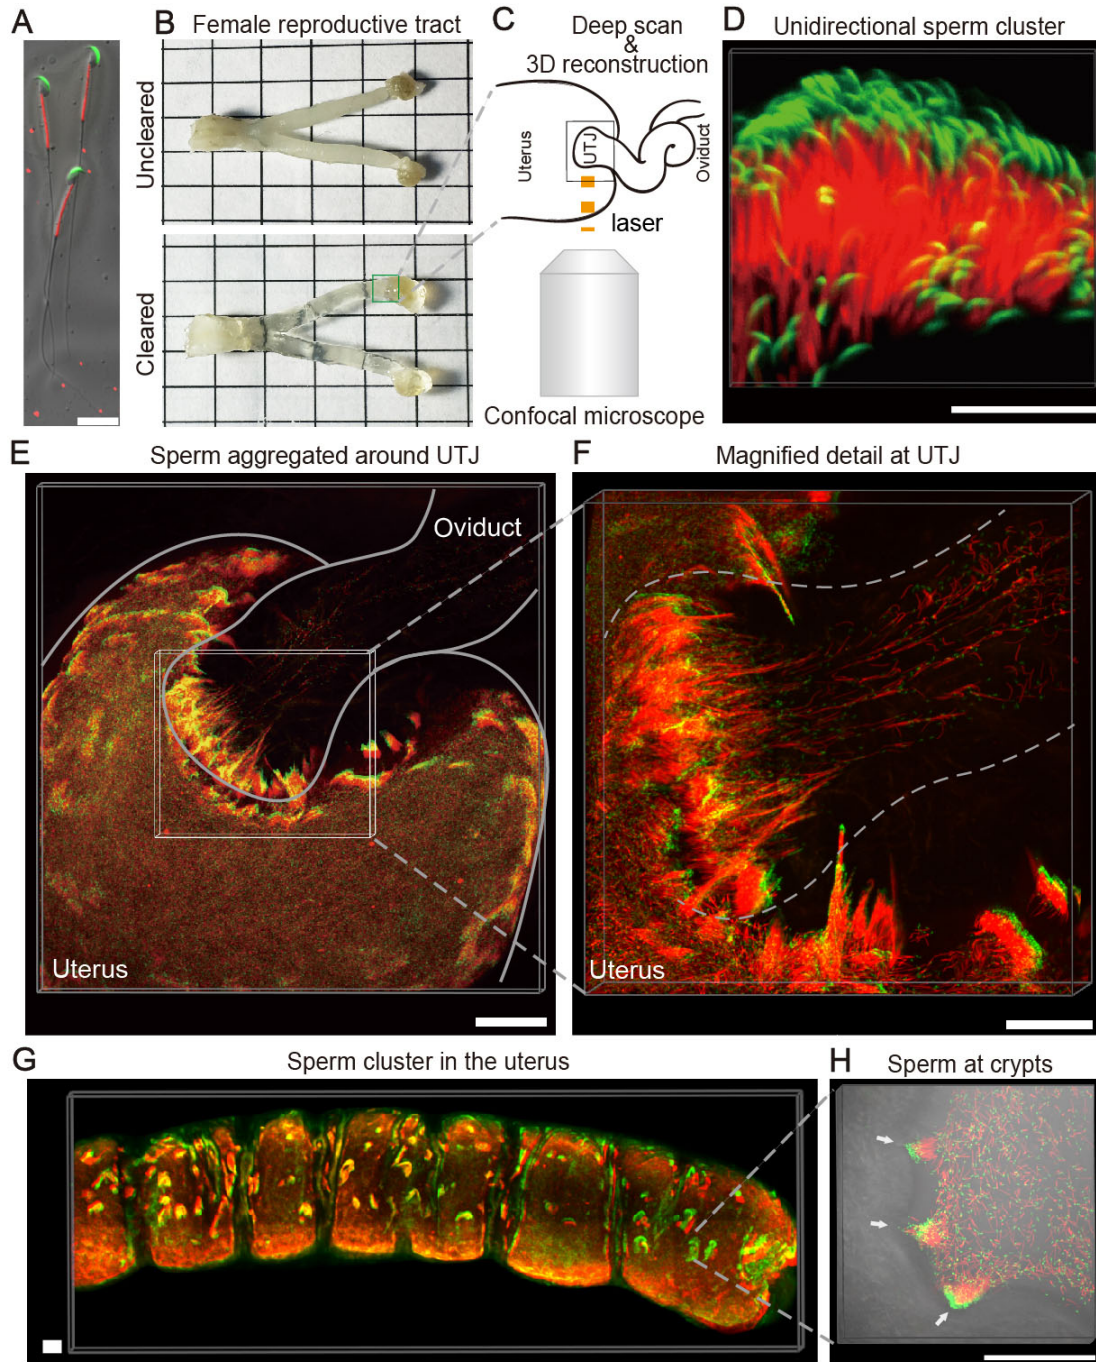 A
B
Female reproductive tract
Uncleared
Cleared
C
Deep scan
&
3D reconstruction
Uterus
UTJ
Oviduct
laser
Confocal microscope
D
Unidirectional sperm cluster
E
Sperm aggregated around UTJ
Oviduct
Uterus
F
Magnified detail at UTJ
Uterus
G
Sperm cluster in the uterus
H
Sperm at crypts